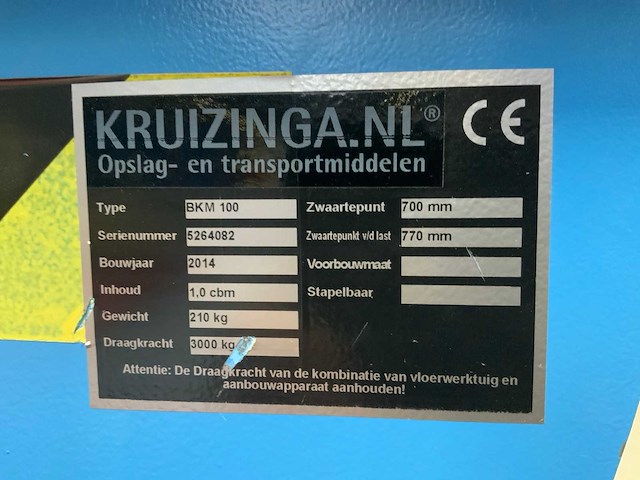 KRUIZINGA.NL® CE
Opslag- en transportmiddelen
Type BKM 100 Zwaartepunt 700 mm
Serienummer 5264082 Zwaartepunkt v/d last 770 mm
Bouwjaar 2014 Voorbouwmaat
Inhoud 1,0 cbm Stapelbaar
Gewicht 210 kg
Draagkracht 3000 kg
Attentie: De Draagkracht van de kombinatie van vloerwerktuig en
aanbouwapparaat aanhouden!